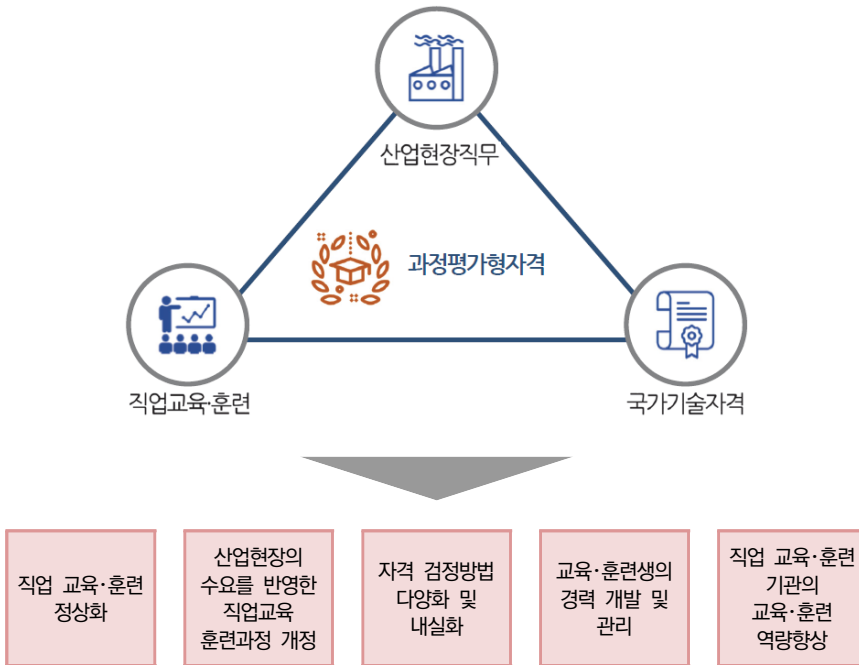 산업현장직무
과정평가형자격
직업교육·훈련
국가기술자격
직업 교육·훈련
정상화
산업현장의
수요를 반영한
직업교육
훈련과정 개정
자격 검정방법
다양화 및
내실화
교육·훈련생의
경력 개발 및
관리
직업 교육·훈련
기관의
교육·훈련
역량향상